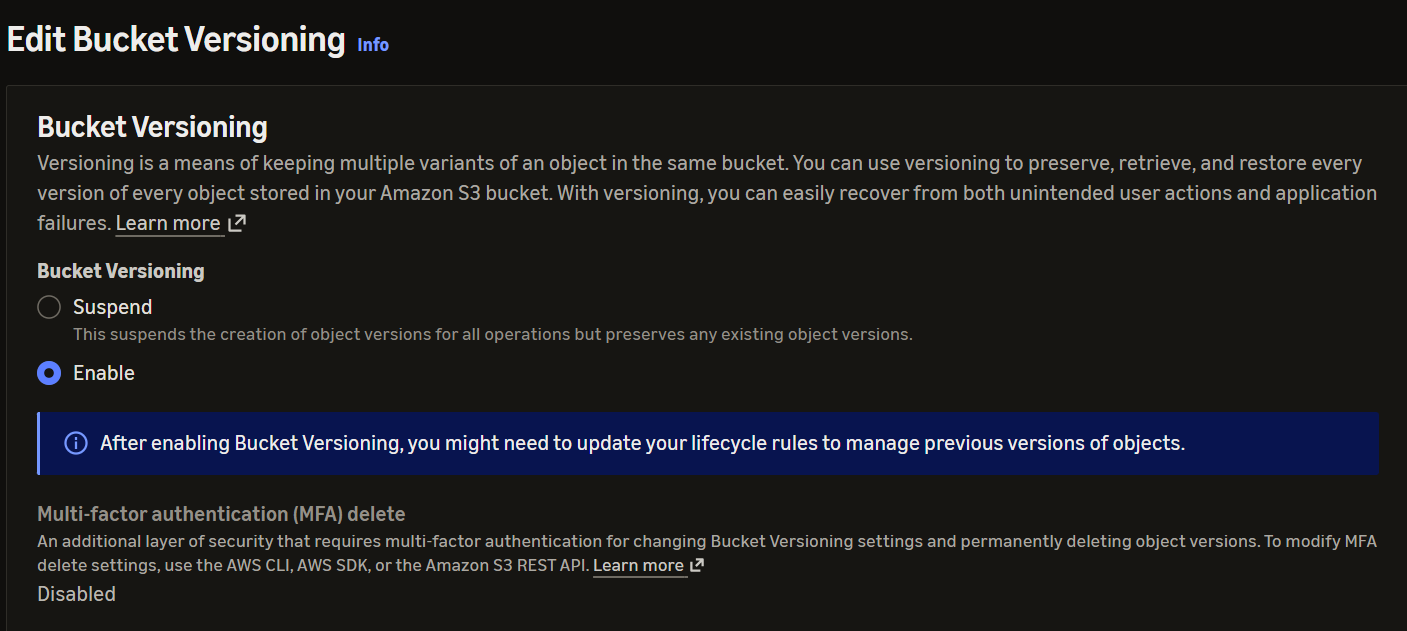 Edit Bucket Versioning Info
Bucket Versioning
Versioning is a means of keeping multiple variants of an object in the same bucket. You can use versioning to preserve, retrieve, and restore every
version of every object stored in your Amazon S3 bucket. With versioning, you can easily recover from both unintended user actions and application
failures. Learn more
Bucket Versioning
Suspend
This suspends the creation of object versions for all operations but preserves any existing object versions.
Enable
After enabling Bucket Versioning, you might need to update your lifecycle rules to manage previous versions of objects.
Multi-factor authentication (MFA) delete
An additional layer of security that requires multi-factor authentication for changing Bucket Versioning settings and permanently deleting object versions. To modify MFA
delete settings, use the AWS CLI, AWS SDK, or the Amazon S3 REST API. Learn more
Disabled